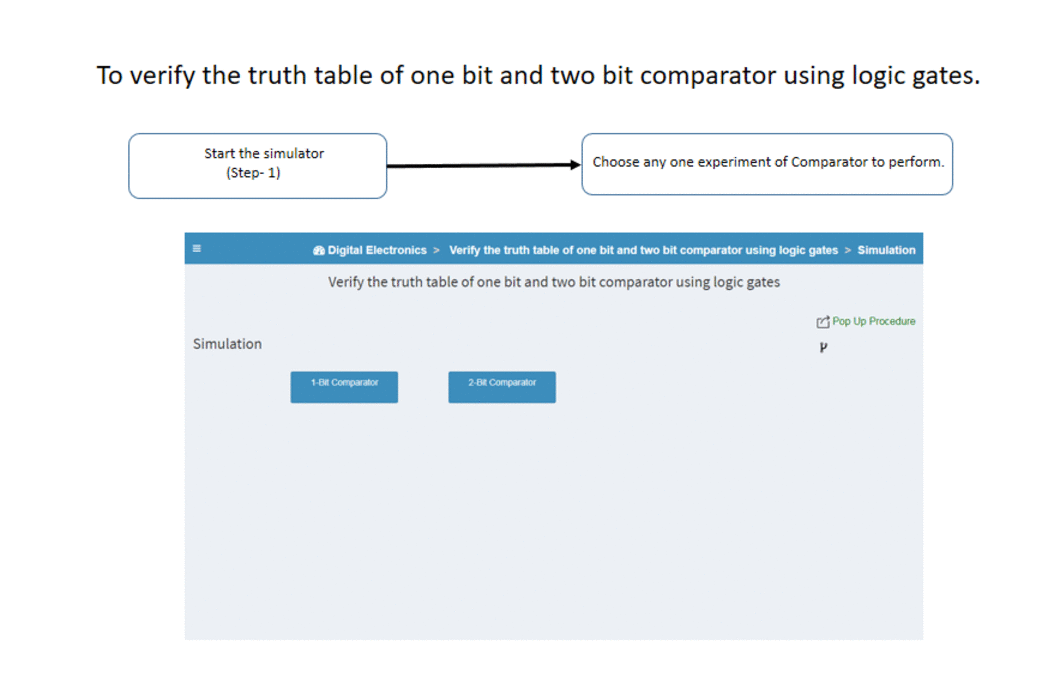 To verify the truth table of one bit and two bit comparator using logic gates.
Start the simulator
(Step- 1)
Choose any one experiment of Comparator to perform.
Digital Electronics > Verify the truth table of one bit and two bit comparator using logic gates > Simulation
Verify the truth table of one bit and two bit comparator using logic gates
Pop Up Procedure
Simulation
1-Bit Comparator 2-Bit Comparator